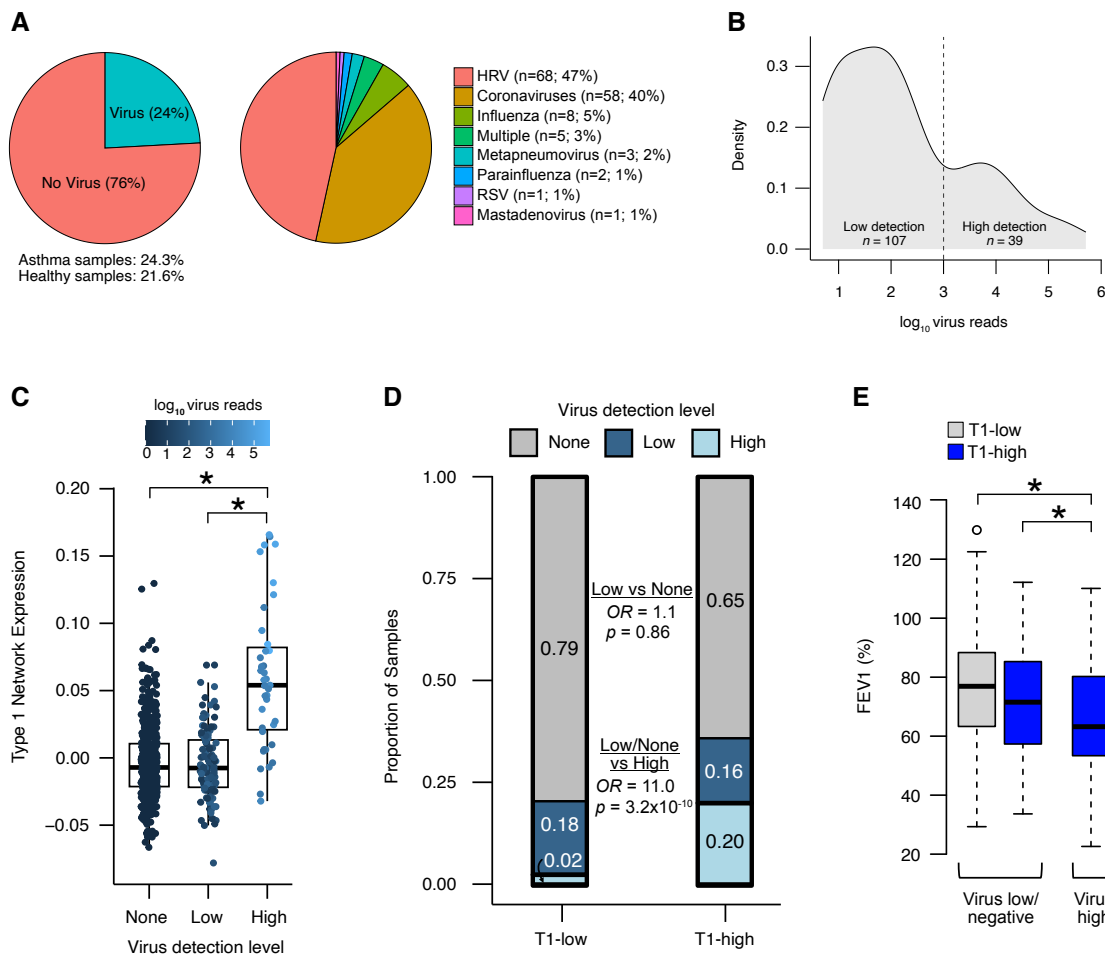 A
Virus (24%)
No Virus (76%)
Asthma samples: 24.3%
Healthy samples: 21.6%
HRV (n=68; 47%)
Coronaviruses (n=58; 40%)
Influenza (n=8; 5%)
Multiple (n=5; 3%)
Metapneumovirus (n=3; 2%)
Parainfluenza (n=2; 1%)
RSV (n=1; 1%)
Mastadenovirus (n=1; 1%)
B
Density
0.3
0.2
0.1
0.0
Low detection
n = 107
High detection
n = 39
1 2 3 4 5 6
log10 virus reads
C
log10 virus reads
0 1 2 3 4 5
Type 1 Network Expression
0.20
0.15
0.10
0.05
0.00
−0.05
* 
*
None Low High
Virus detection level
D
Virus detection level
None Low High
Proportion of Samples
1.00
0.75
0.50
0.25
0.00
0.79
0.18
0.02
Low vs None
OR = 1.1
p = 0.86
Low/None
vs High
OR = 11.0
p = 3.2x10-10
0.65
0.16
0.20
T1-low T1-high
E
T1-low
T1-high
FEV1 (%)
140
120
100
80
60
40
20
*
*
Virus low/
negative
Viru
high